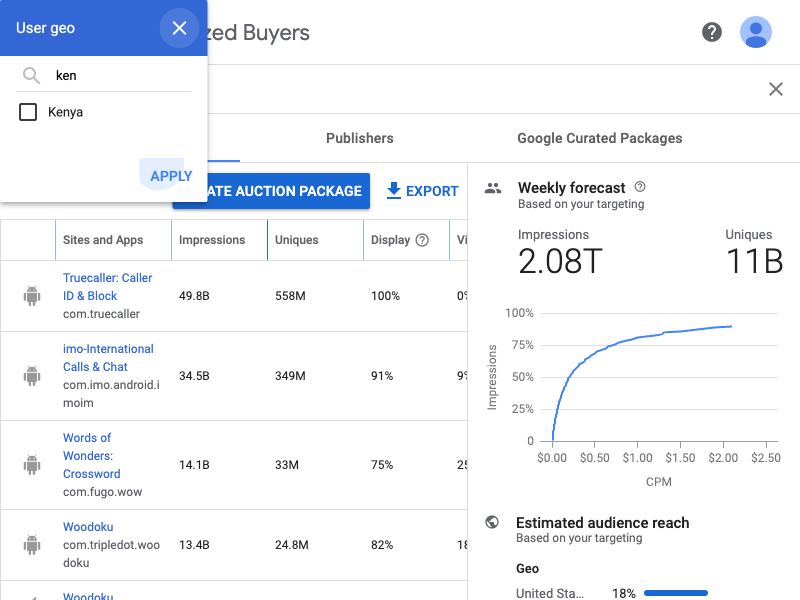 User geo
zed Buyers
ken
Kenya
APPLY
Publishers
Google Curated Packages
ATE AUCTION PACKAGE
EXPORT
Weekly forecast
Based on your targeting
Impressions
Uniques
2.08T
11B
Sites and Apps
Impressions
Uniques
Display
Vi
Truecaller: Caller
ID & Block
com.truecaller
49.8B
558M
100%
0%
imo-International
Calls & Chat
com.imo.android.i
moim
34.5B
349M
91%
9%
Words of
Wonders:
Crossword
com.fugo.wow
14.1B
33M
75%
25
Woodoku
com.tripledot.woo
doku
13.4B
24.8M
82%
18
Woodoku
100%
75%
50%
25%
0
Impressions
$0.00
$0.50
$1.00
$1.50
$2.00
$2.50
CPM
Estimated audience reach
Based on your targeting
Geo
United Sta...
18%